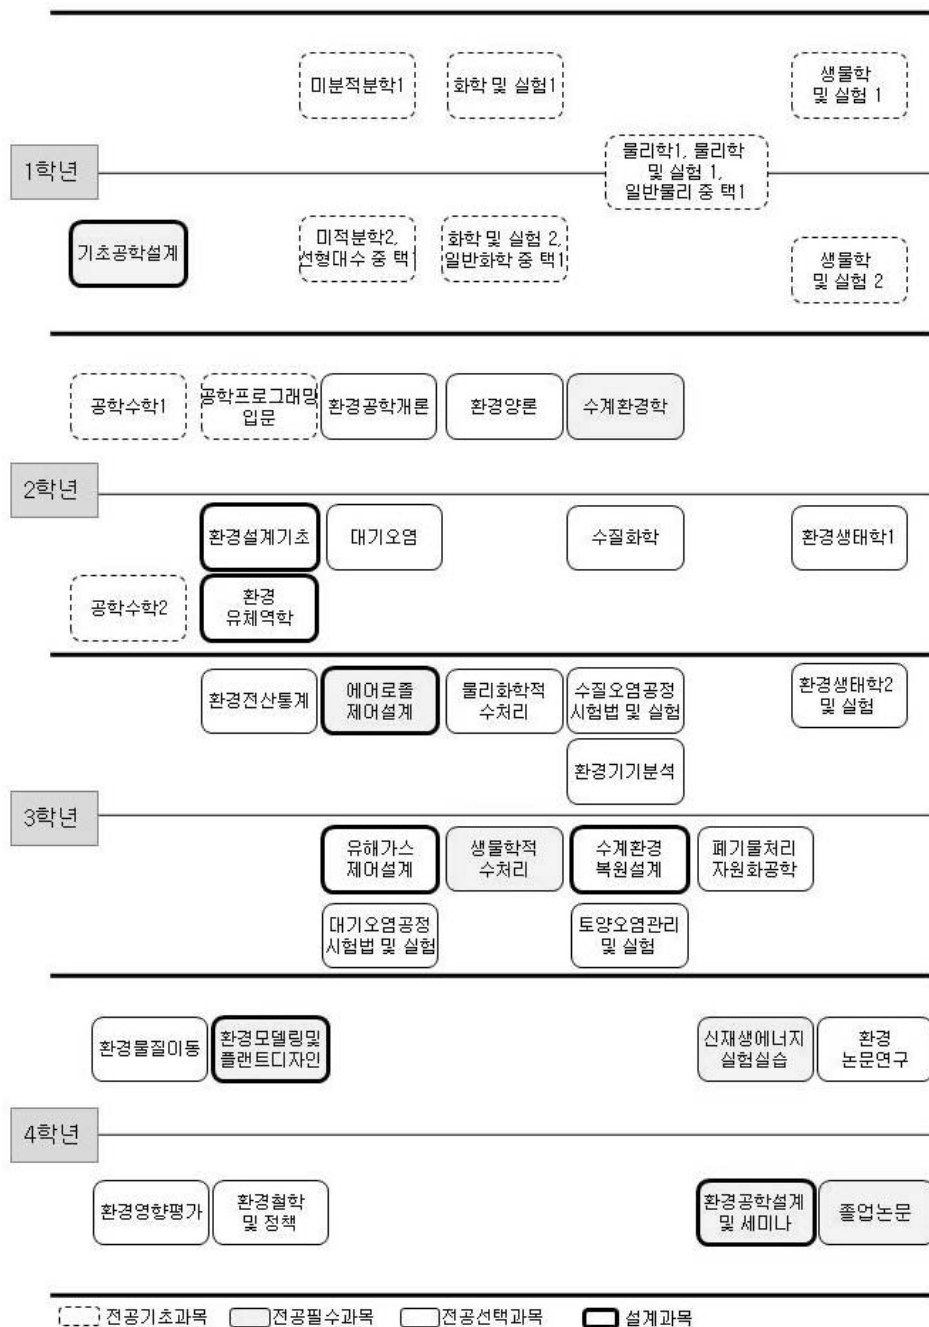 미분적분학1
화학 및 실험1
생물학
및 실험 1
1학년
물리학1, 물리학
및 실험 1,
일반물리 중 택1
기초공학설계
미적분학2,
선형대수 중 택1
화학 및 실험 2,
일반화학 중 택1
생물학
및 실험 2
공학수학1
공학프로그래밍
입문
환경공학개론
환경양론
수계환경학
2학년
환경설계기초
대기오염
수질화학
환경생태학1
공학수학2
환경
유체역학
환경전산통계
에어로졸
제어설계
물리화학적
수처리
수질오염공정
시험법 및 실험
환경생태학2
및 실험
환경기기분석
3학년
유해가스
제어설계
생물학적
수처리
수계환경
복원설계
폐기물처리
자원화공학
대기오염공정
시험법 및 실험
토양오염관리
및 실험
환경물질이동
환경모델링및
플랜트디자인
신재생에너지
실험실습
환경
논문연구
4학년
환경영향평가
환경철학
및 정책
환경공학설계
및 세미나
졸업논문
전공기초과목
전공필수과목
전공선택과목
설계과목